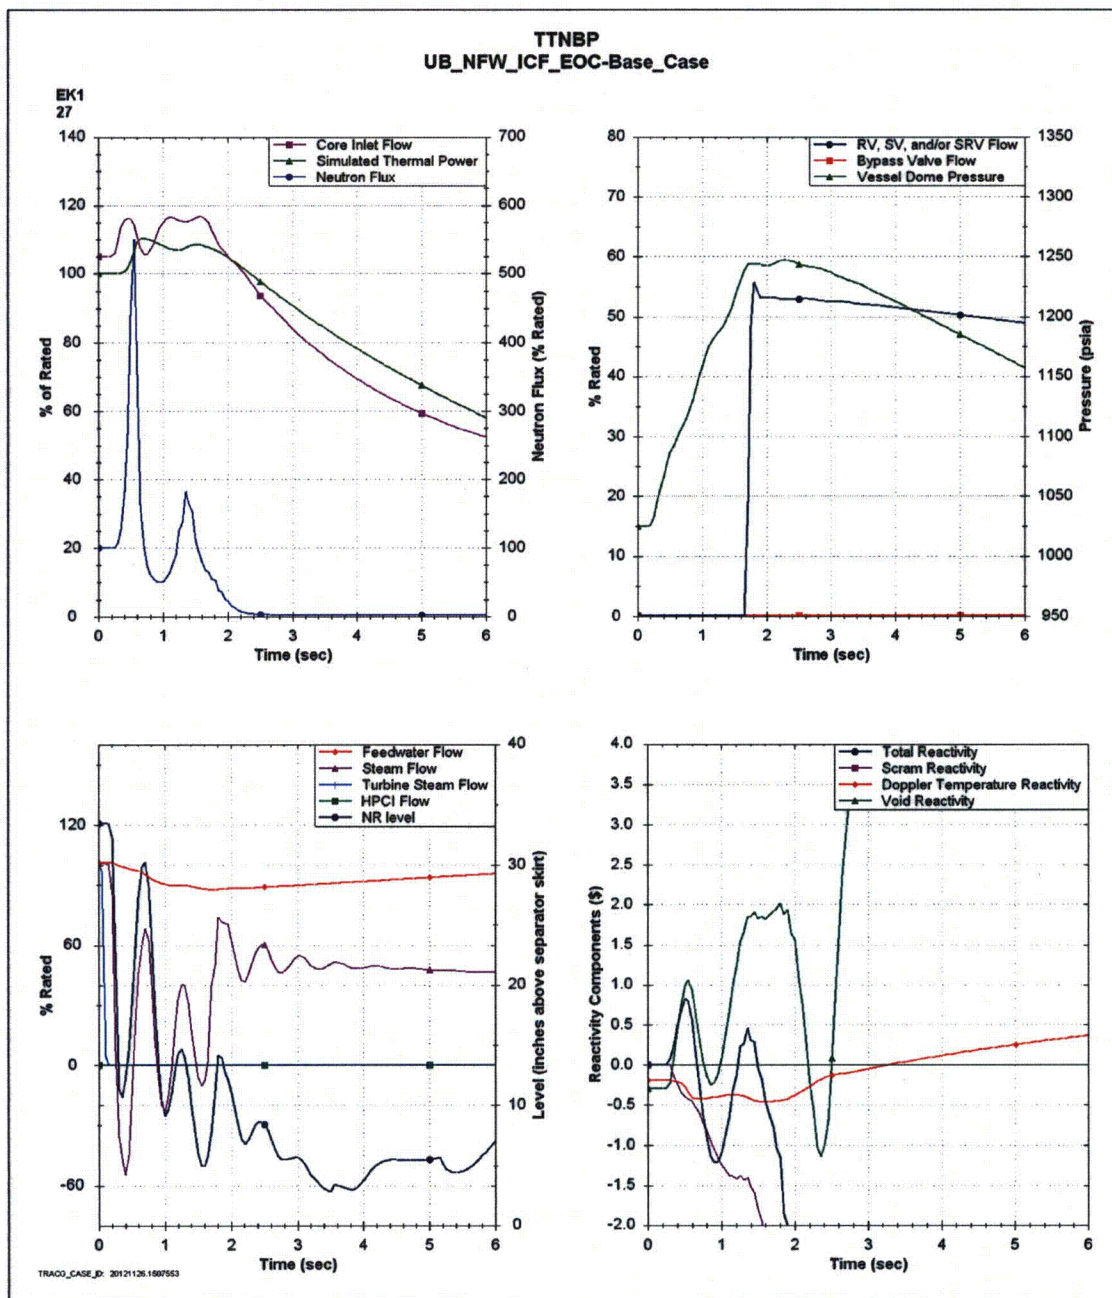 TTNBP
UB_NFW_ICF_EOC-Base_Case
EK1
27
140
120
100
80
60
40
20
0
% of Rated
Core Inlet Flow
Simulated Thermal Power
Neutron Flux
700
600
500
400
300
200
100
0
Neutron Flux (% Rated)
0 1 2 3 4 5 6
Time (sec)
80
70
60
50
40
30
20
10
0
% Rated
RV, SV, and/or SRV Flow
Bypass Valve Flow
Vessel Dome Pressure
1350
1300
1250
1200
1150
1100
1050
1000
950
Pressure (psia)
0 1 2 3 4 5 6
Time (sec)
120
60
0
-60
% Rated
Feedwater Flow
Steam Flow
Turbine Steam Flow
HPCI Flow
NR level
40
30
20
10
0
Level (inches above separator skirt)
0 1 2 3 4 5 6
Time (sec)
4.0
3.5
3.0
2.5
2.0
1.5
1.0
0.5
0.0
-0.5
-1.0
-1.5
-2.0
Reactivity Components ($)
Total Reactivity
Scram Reactivity
Doppler Temperature Reactivity
Void Reactivity
0 1 2 3 4 5 6
Time (sec)
TRACG_CASE_ID: